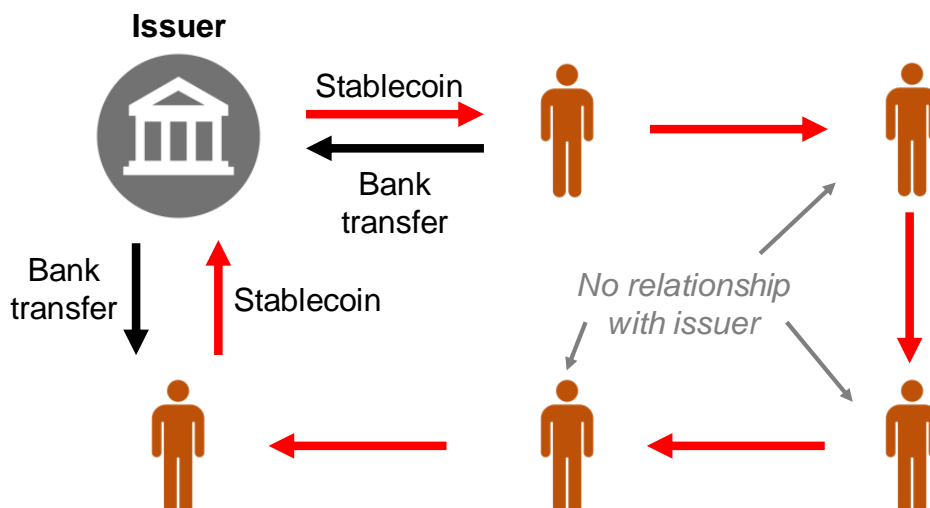 Issuer
Stablecoin
Bank
transfer
Bank
transfer
Stablecoin
No relationship
with issuer